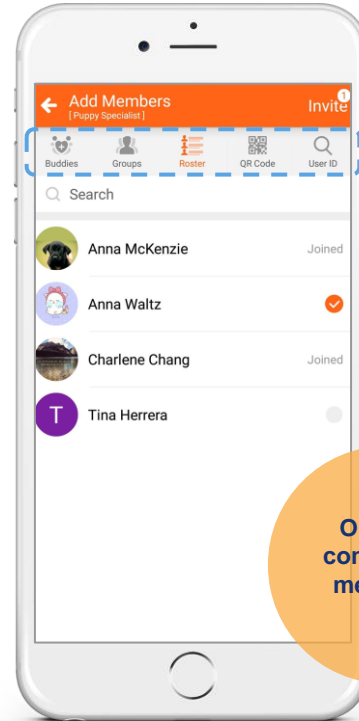 Add Members
[ Puppy Specialist ]
Invite
1
Buddies
Groups
Roster
QR Code
User ID
Search
Anna McKenzie
Joined
Anna Waltz
Charlene Chang
Joined
T
Tina Herrera